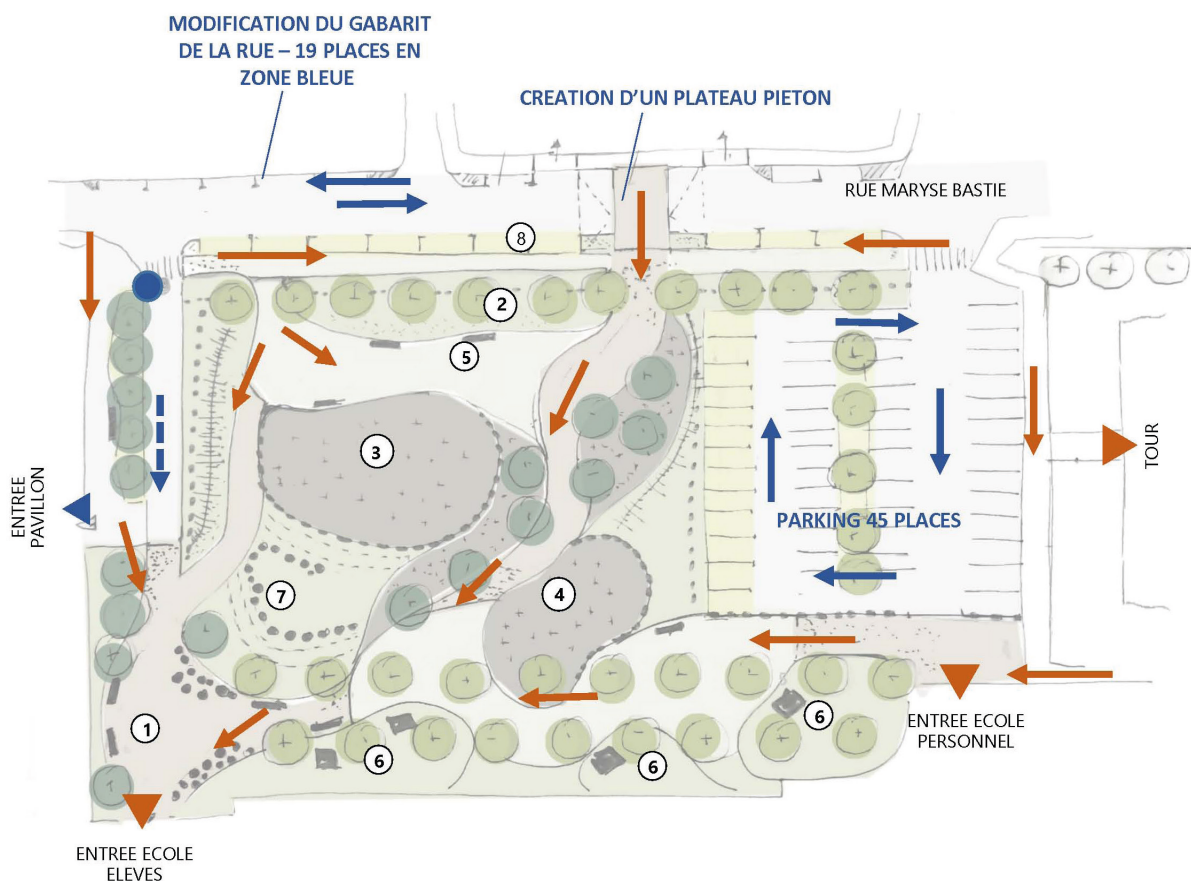 MODIFICATION DU GABARIT
DE LA RUE – 19 PLACES EN
ZONE BLEUE
CREATION D'UN PLATEAU PIETON
RUE MARYSE BASTIE
8
2
5
3
ENTREE
PAVILLON
TOUR
PARKING 45 PLACES
7
4
1
6
6
6
ENTREE ECOLE
PERSONNEL
ENTREE ECOLE
ELEVES